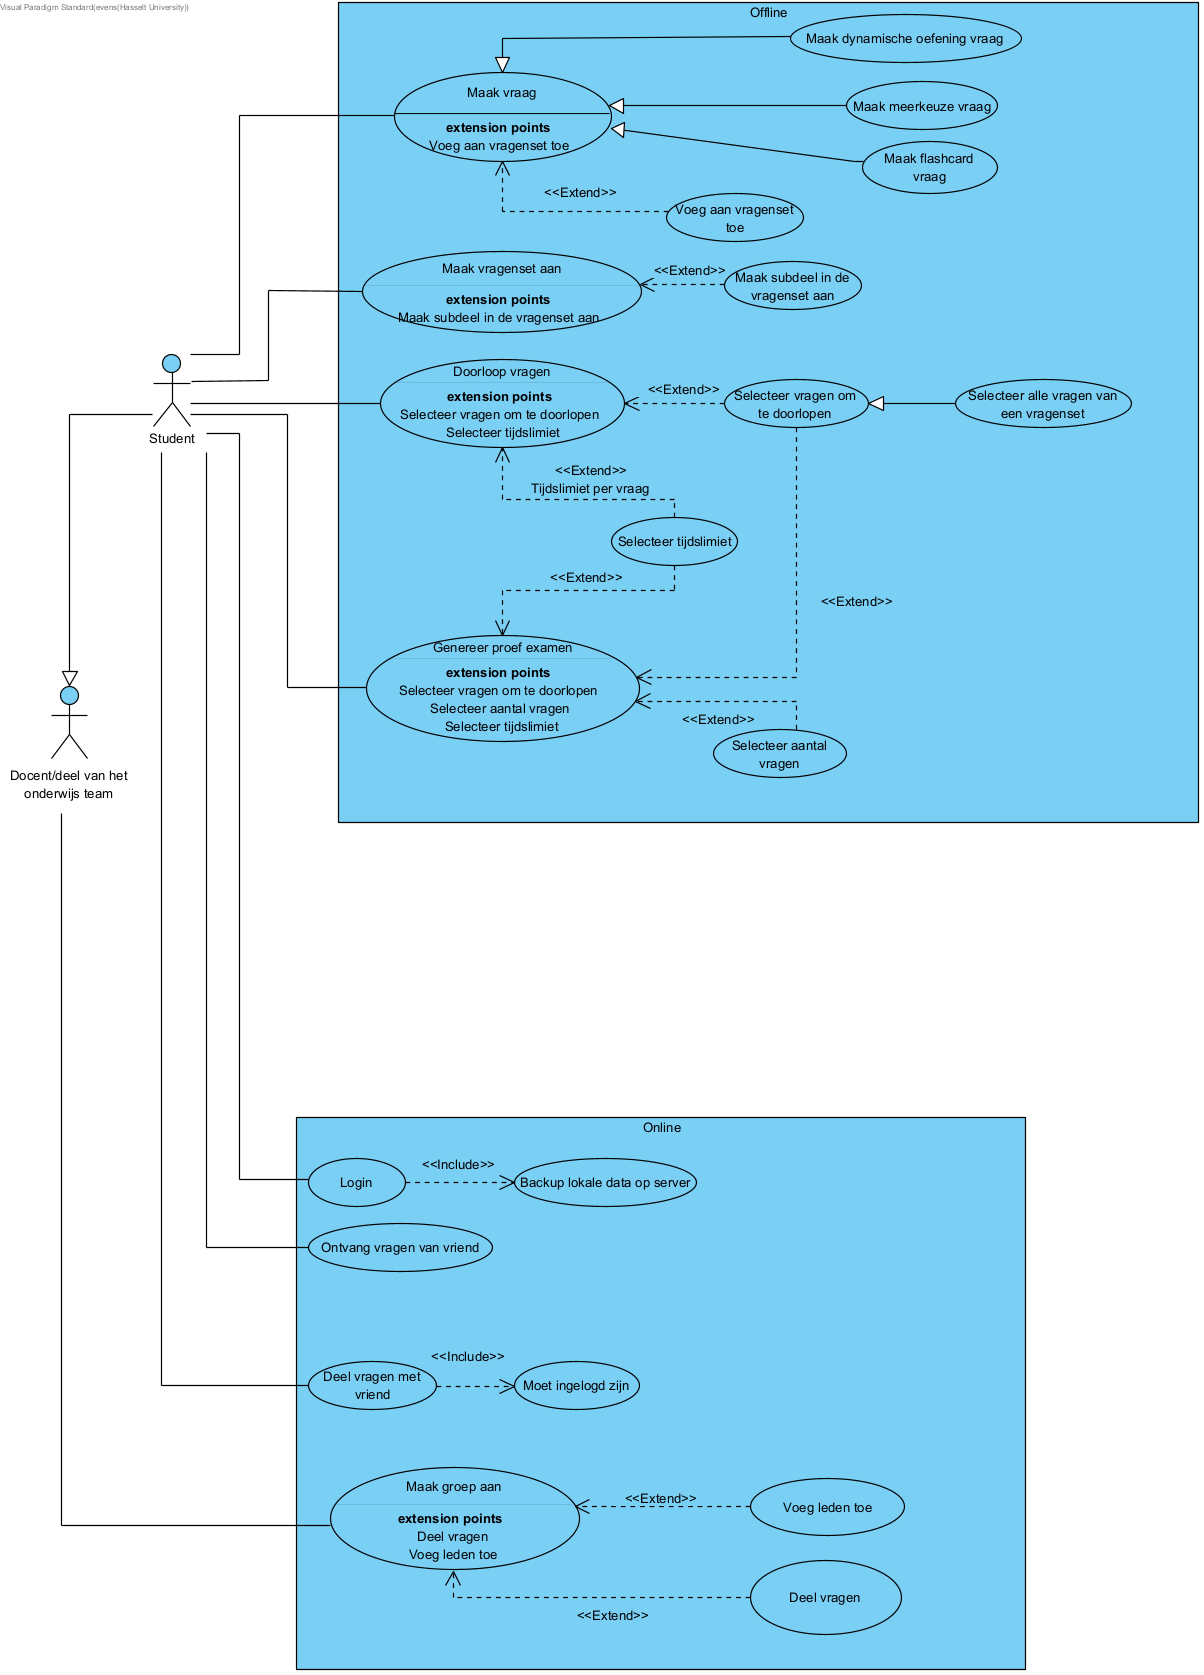 Visual Paradigm Standard(evens(Hasselt University))
Offline
Maak dynamische oefening vraag
Maak vraag
extension points
Voeg aan vragenset toe
Maak meerkeuze vraag
Maak flashcard
vraag
<<Extend>>
Voeg aan vragenset
toe
Maak vragenset aan
extension points
Maak subdeel in de vragenset aan
<<Extend>>
Maak subdeel in de
vragenset aan
Student
Doorloop vragen
extension points
Selecteer vragen om te doorlopen
Selecteer tijdslimiet
<<Extend>>
Selecteer vragen om
te doorlopen
Selecteer alle vragen van
een vragenset
<<Extend>>
Tijdslimiet per vraag
Selecteer tijdslimiet
<<Extend>>
<<Extend>>
Genereer proef examen
extension points
Selecteer vragen om te doorlopen
Selecteer aantal vragen
Selecteer tijdslimiet
<<Extend>>
Selecteer aantal
vragen
Docent/deel van het
onderwijs team
Online
Login
<<Include>>
Backup lokale data op server
Ontvang vragen van vriend
Deel vragen met
vriend
<<Include>>
Moet ingelogd zijn
Maak groep aan
extension points
Deel vragen
Voeg leden toe
<<Extend>>
Voeg leden toe
<<Extend>>
Deel vragen